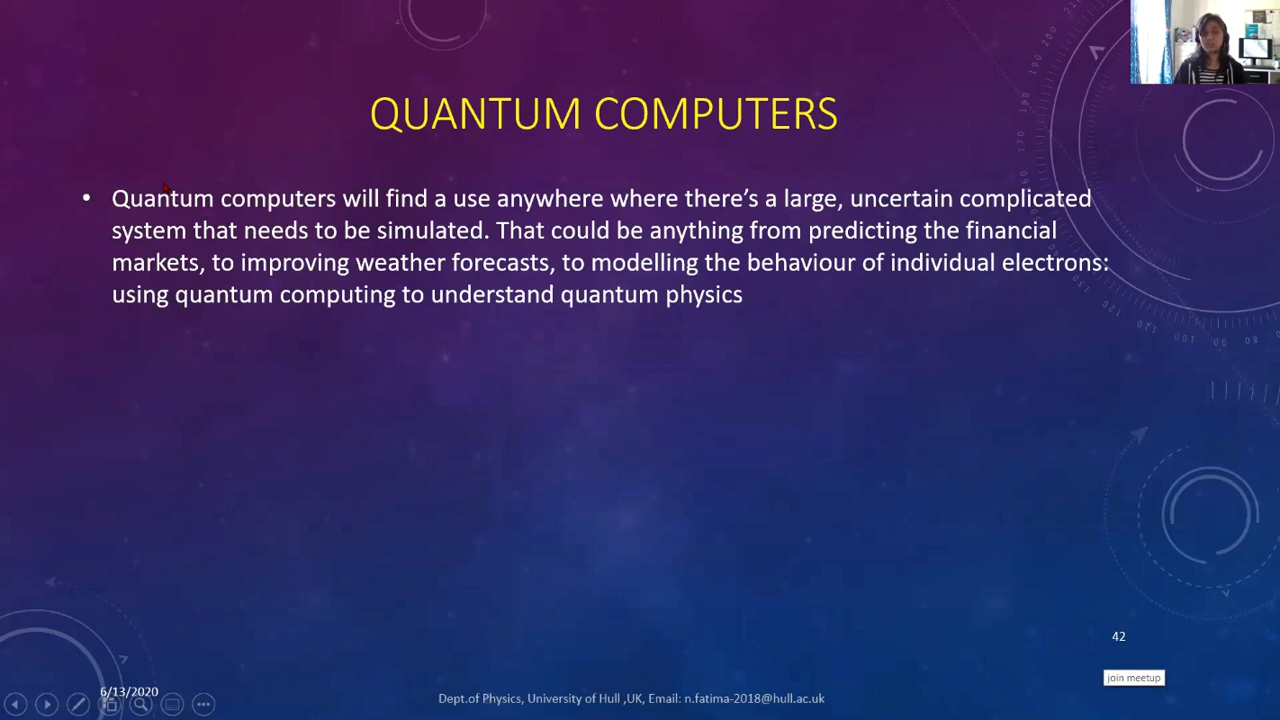 QUANTUM COMPUTERS
• Quantum computers will find a use anywhere where there’s a large, uncertain complicated
system that needs to be simulated. That could be anything from predicting the financial
markets, to improving weather forecasts, to modelling the behaviour of individual electrons:
using quantum computing to understand quantum physics
42
join meetup
6/13/2020
Dept.of Physics, University of Hull ,UK, Email: n.fatima-2018@hull.ac.uk